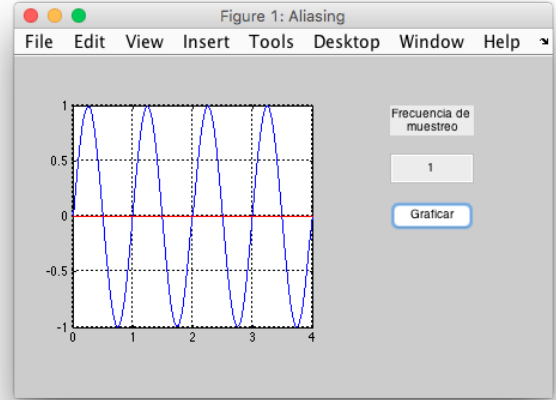 Figure 1: Aliasing
File Edit View Insert Tools Desktop Window Help
Frecuencia de
muestreo
1
Graficar
1
0.5
0
-0.5
-1
0 1 2 3 4